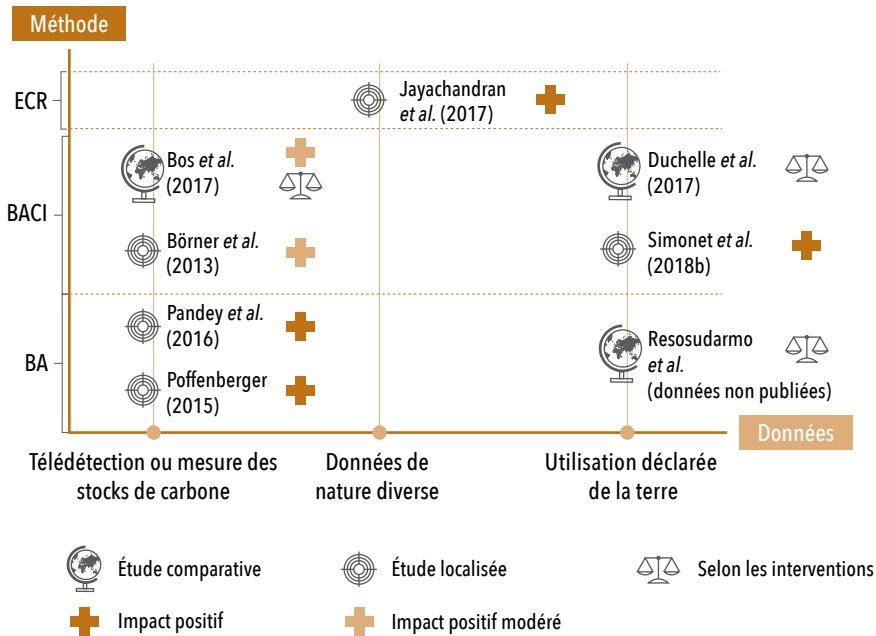 Méthode
ECR
Jayachandran
et al. (2017)
BACI
Bos et al.
(2017)
Duchelle et al.
(2017)
Börner et al.
(2013)
Simonet et al.
(2018b)
BA
Pandey et al.
(2016)
Resosudarmo
et al.
(données non publiées)
Poffenberger
(2015)
Données
Télédétection ou mesure des
stocks de carbone
Données de
nature diverse
Utilisation déclarée
de la terre
Étude comparative
Étude localisée
Selon les interventions
Impact positif
Impact positif modéré